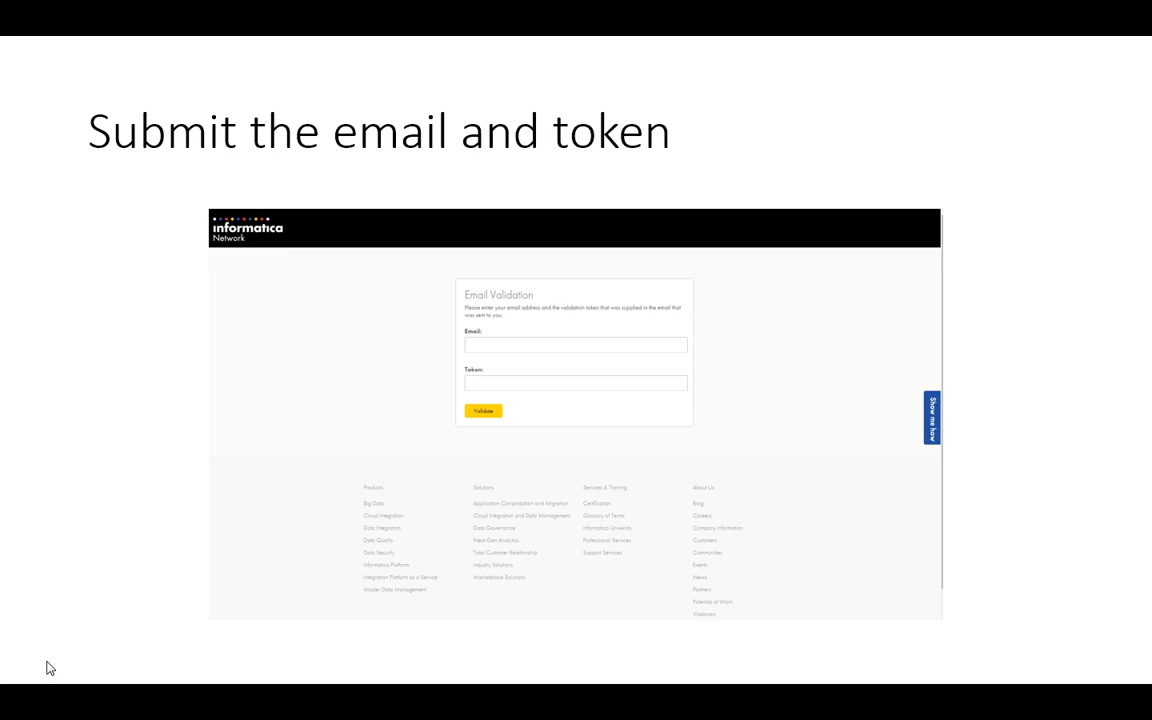 Submit the email and token
informatica
Network
Email Validation
Please enter your email address and the validation token that was supplied in the email that
was sent to you.
Email:
Token:
Validate
Show me how
Products
Big Data
Cloud Integration
Data Integration
Data Quality
Data Security
Informatica Platform
Integration Platform as a Service
Master Data Management
Solutions
Application Consolidation and Migration
Cloud Integration and Data Management
Data Governance
Next-Gen Analytics
Total Customer Relationship
Industry Solutions
Marketplace Solutions
Services & Training
Certification
Glossary of Terms
Informatica University
Professional Services
Support Services
About Us
Blog
Careers
Company Information
Customers
Communities
Events
News
Partners
Potential at Work
Webinars